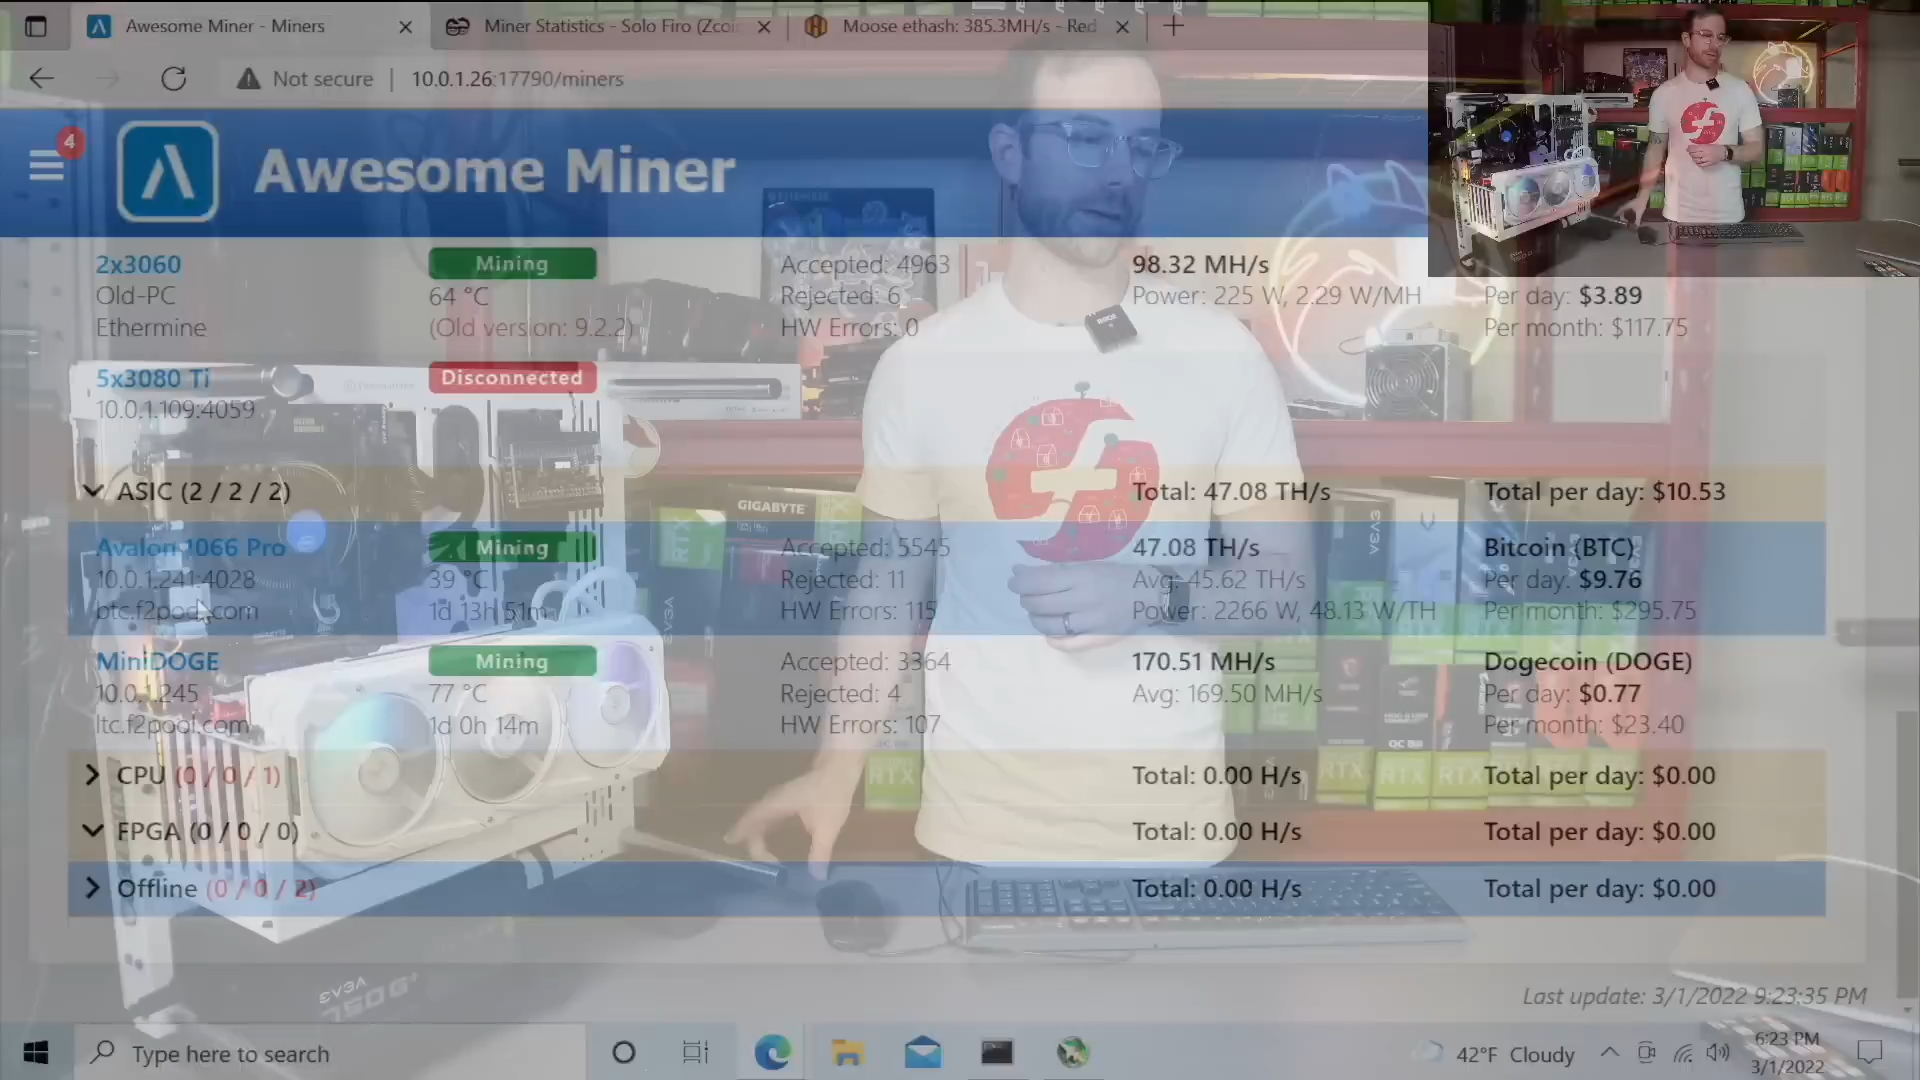 Awesome Miner - Miners
Miner Statistics - Solo Firo (Zcoi
Moose ethash: 385.3MH/s - Red
Not secure | 10.0.1.26:17790/miners
4
Awesome Miner
2x3060 Mining Accepted: 4963 98.32 MH/s
Old-PC 64 °C Rejected: 6 Power: 225 W, 2.29 W/MH Per day: $3.89
Ethermine (Old version: 9.2.2) HW Errors: 0 Per month: $117.75
5x3080 Ti Disconnected
10.0.1.109:4059
ASIC (2 / 2 / 2) Total: 47.08 TH/s Total per day: $10.53
GIGABYTE
Avalon 1066 Pro Mining Accepted: 5545 47.08 TH/s Bitcoin (BTC)
10.0.1.241:4028 39 °C Rejected: 11 Avg: 45.62 TH/s Per day: $9.76
btc.f2pool.com 1d 13h 51m HW Errors: 115 Power: 2266 W, 48.13 W/TH Per month: $295.75
MiniDOGE Mining Accepted: 3364 170.51 MH/s Dogecoin (DOGE)
10.0.1.245 77 °C Rejected: 4 Avg: 169.50 MH/s Per day: $0.77
ltc.f2pool.com 1d 0h 14m HW Errors: 107 Per month: $23.40
CPU (0 / 0 / 1) Total: 0.00 H/s Total per day: $0.00
RTX RTX RTX RTX
FPGA (0 / 0 / 0) Total: 0.00 H/s Total per day: $0.00
Offline (0 / 0 / 2) Total: 0.00 H/s Total per day: $0.00
EVGA
750 G+
Last update: 3/1/2022 9:23:35 PM
Type here to search
42°F Cloudy
6:23 PM
3/1/2022